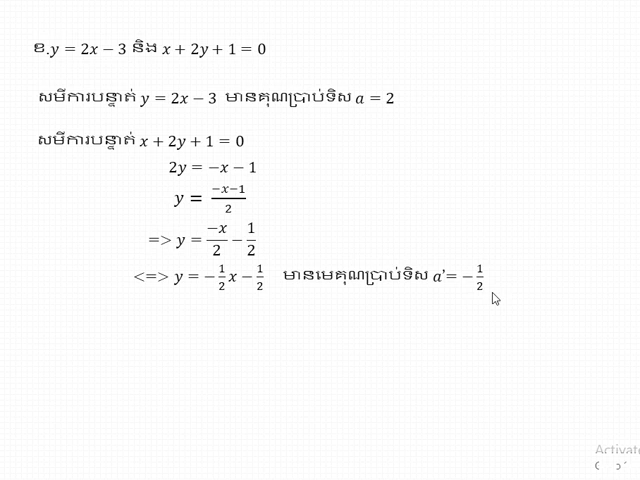 ខ.y = 2x − 3 និង x + 2y + 1 = 0
សមីការបន្ទាត់ y = 2x − 3 មានគុណប្រាប់ទិស a = 2
សមីការបន្ទាត់ x + 2y + 1 = 0
2y = −x − 1
y = −x−1/2
=> y = −x/2 − 1/2
<=> y = −1/2 x − 1/2 មានមេគុណប្រាប់ទិស a’= −1/2
Activate